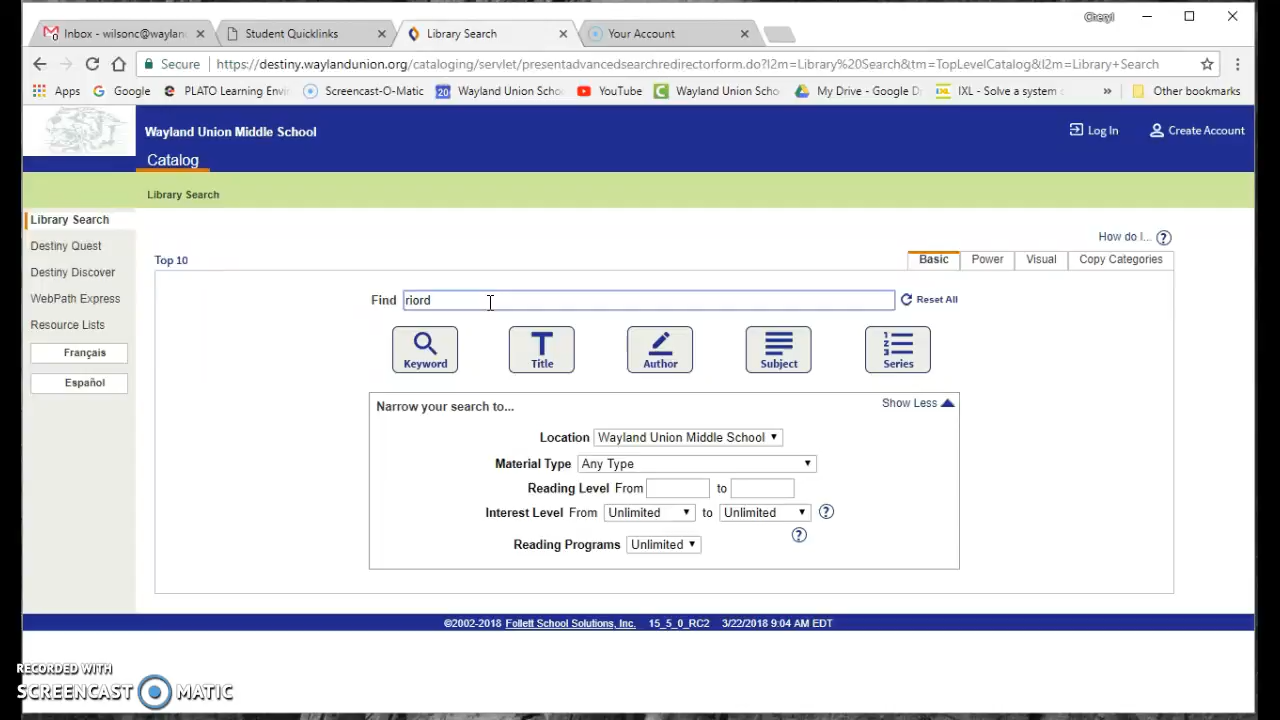 Cheryl
Inbox - wilsonc@wayland
Student Quicklinks
Library Search
Your Account
Secure https://destiny.waylandunion.org/cataloging/servlet/presentadvancedsearchredirectorform.do?l2m=Library%20Search&tm=TopLevelCatalog&l2m=Library+Search
Apps Google PLATO Learning Envi Screencast-O-Matic Wayland Union Scho YouTube Wayland Union Scho My Drive - Google D IXL - Solve a system » Other bookmarks
Wayland Union Middle School
Log In Create Account
Catalog
Library Search
Library Search
Destiny Quest
Destiny Discover
WebPath Express
Resource Lists
Français
Español
How do I... ?
Top 10
Basic Power Visual Copy Categories
Find riord Reset All
Keyword Title Author Subject Series
Narrow your search to... Show Less
Location Wayland Union Middle School
Material Type Any Type
Reading Level From to
Interest Level From Unlimited to Unlimited ?
?
Reading Programs Unlimited
©2002-2018 Follett School Solutions, Inc. 15_5_0_RC2 3/22/2018 9:04 AM EDT
RECORDED WITH
SCREENCAST MATIC